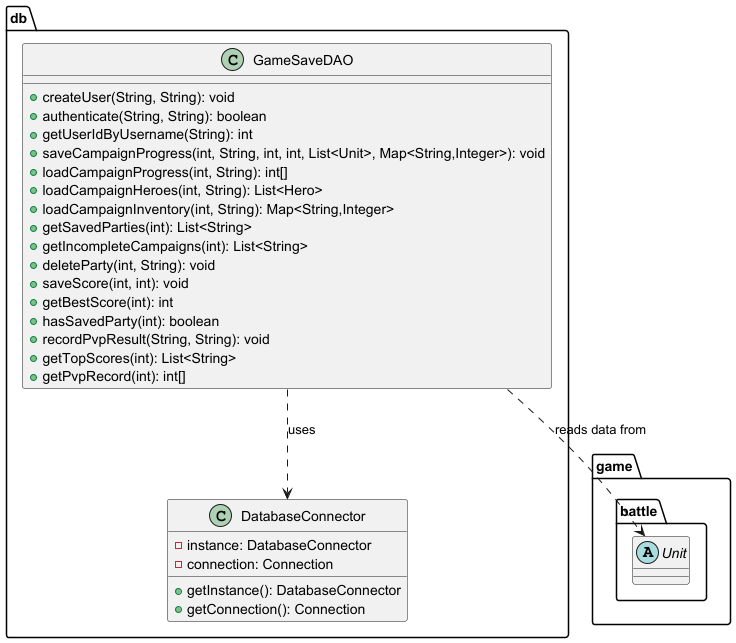 db
C GameSaveDAO
createUser(String, String): void
authenticate(String, String): boolean
getUserIdByUsername(String): int
saveCampaignProgress(int, String, int, int, List<Unit>, Map<String,Integer>): void
loadCampaignProgress(int, String): int[]
loadCampaignHeroes(int, String): List<Hero>
loadCampaignInventory(int, String): Map<String,Integer>
getSavedParties(int): List<String>
getIncompleteCampaigns(int): List<String>
deleteParty(int, String): void
saveScore(int, int): void
getBestScore(int): int
hasSavedParty(int): boolean
recordPvpResult(String, String): void
getTopScores(int): List<String>
getPvpRecord(int): int[]
uses
reads data from
game
battle
A Unit
C DatabaseConnector
instance: DatabaseConnector
connection: Connection
getInstance(): DatabaseConnector
getConnection(): Connection